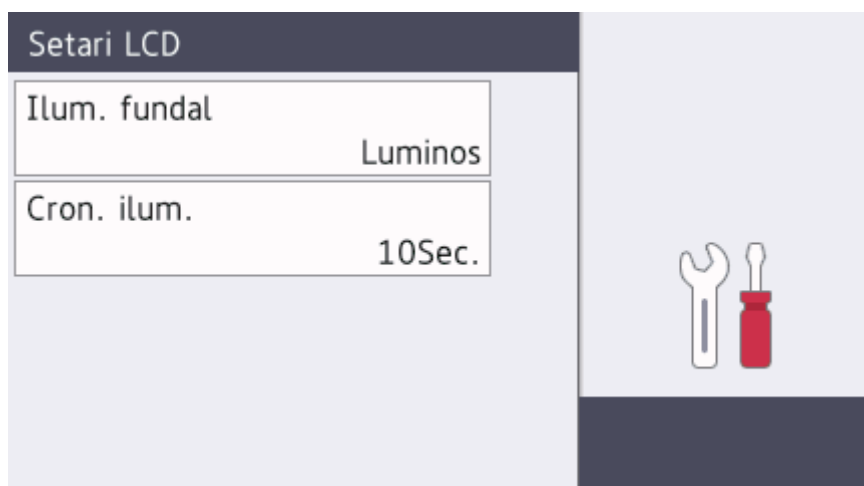 Setari LCD
Ilum. fundal
Luminos
Cron. ilum.
10Sec.